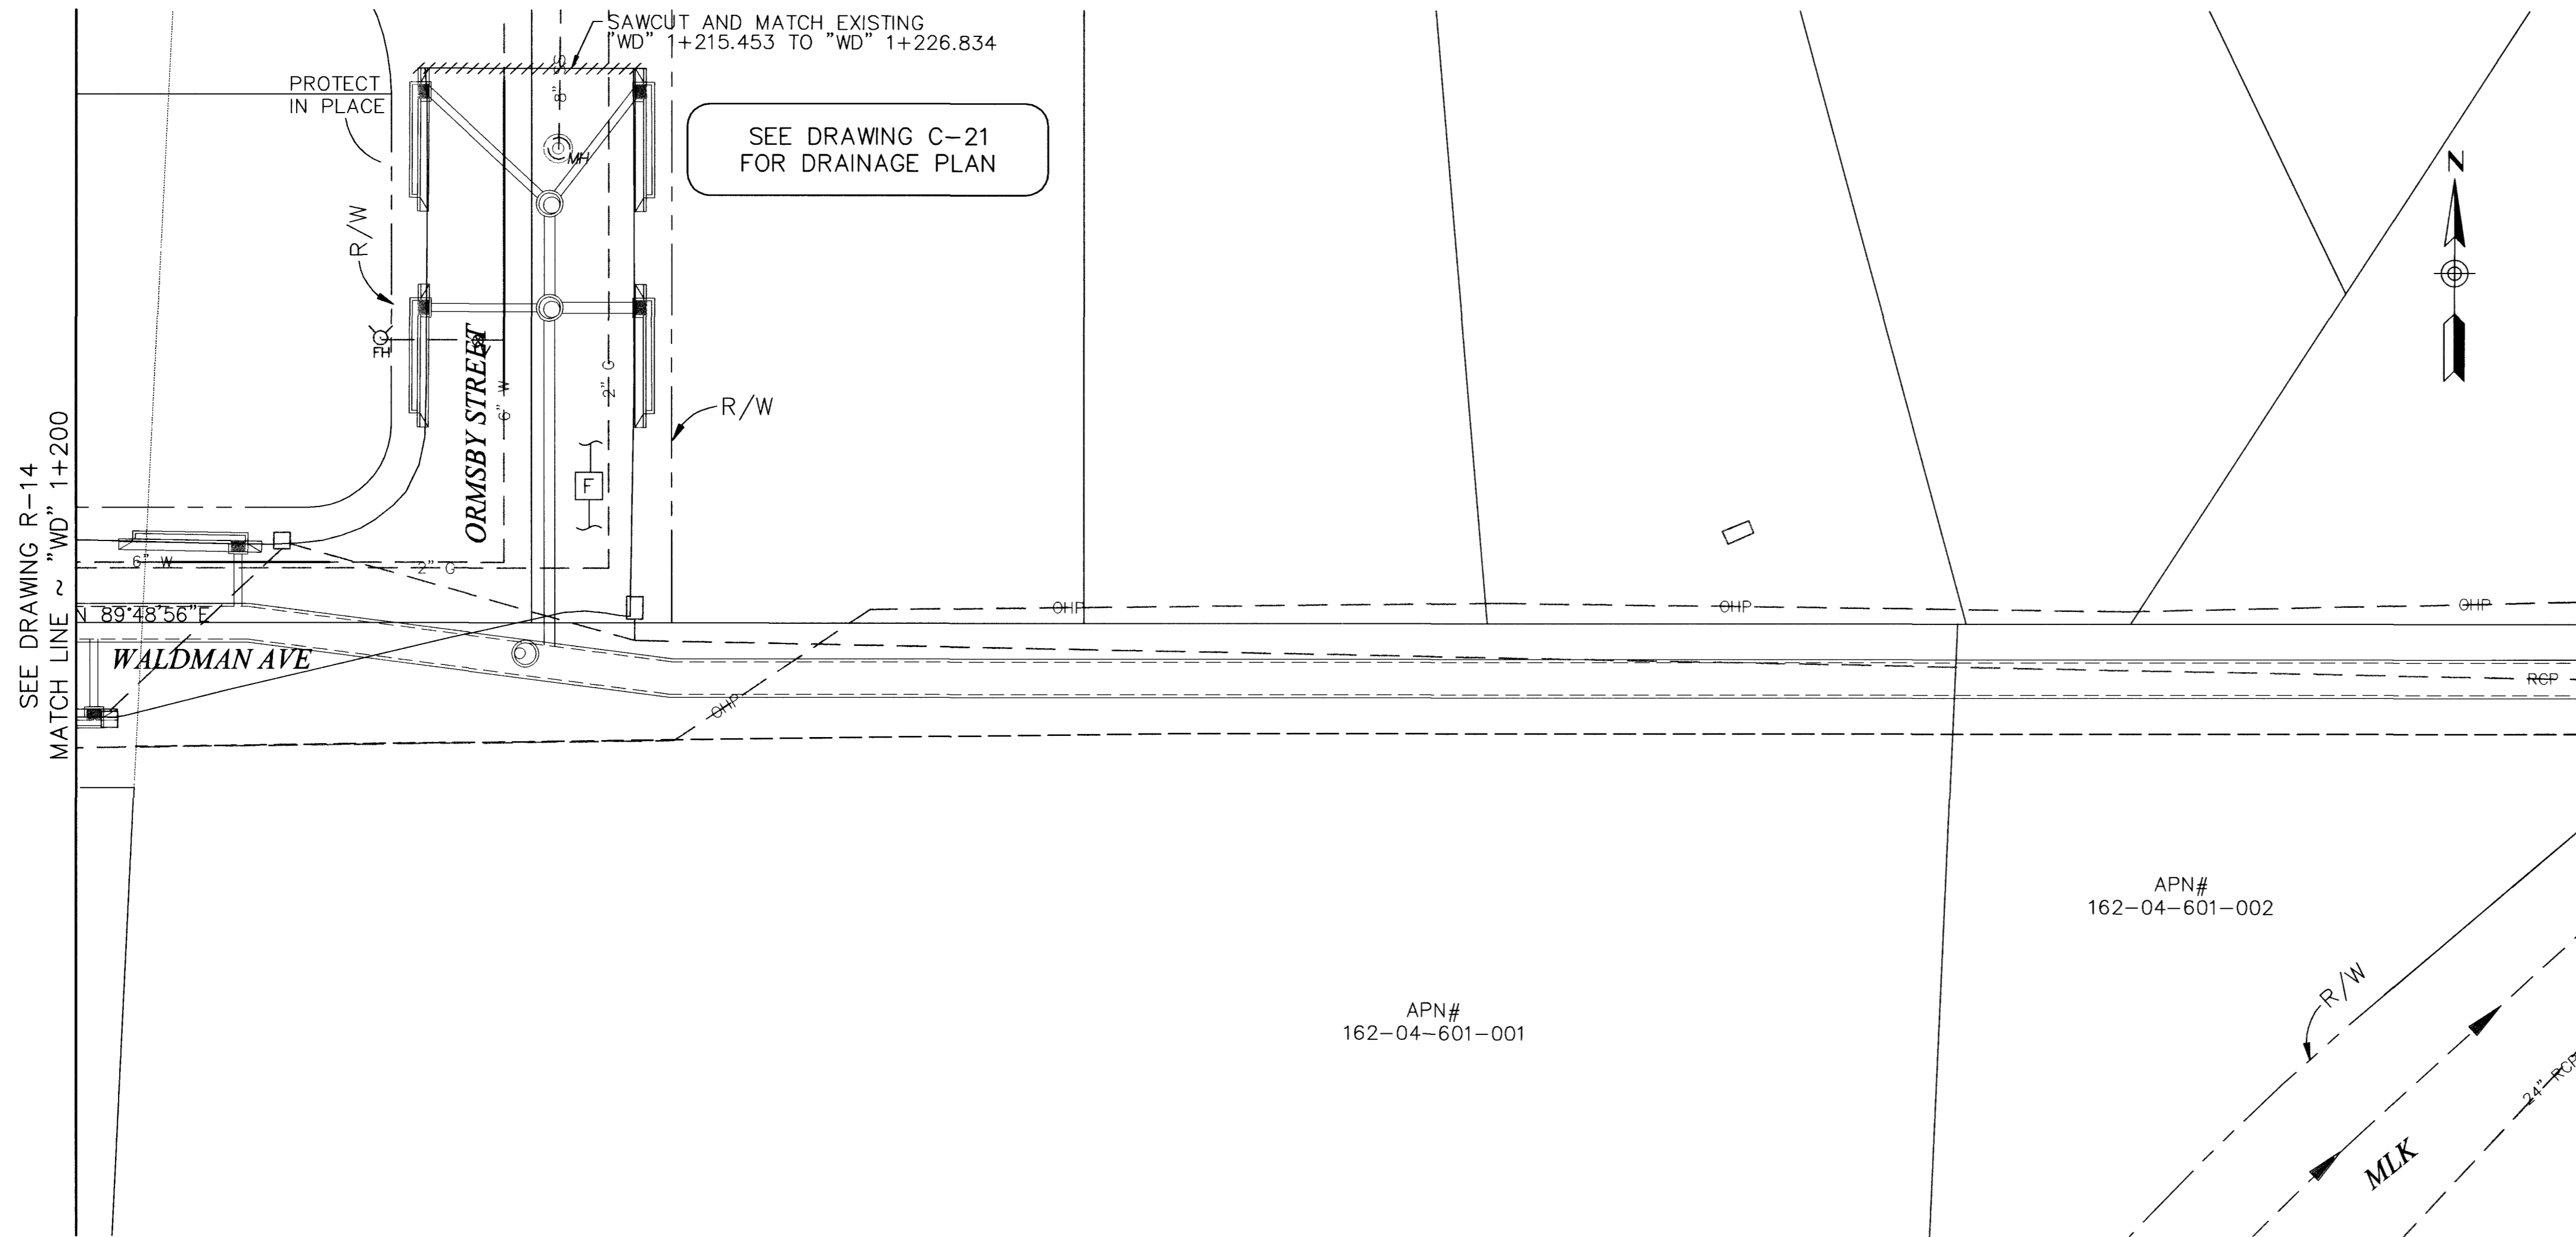 SAWCUT AND MATCH EXISTING
"WD" 1+215.453 TO "WD" 1+226.834
PROTECT
IN PLACE
8" SS
MH
SEE DRAWING C-21
FOR DRAINAGE PLAN
N
R/W
FH
ORMSBY STREET
6" W
2" G
R/W
F
SEE DRAWING R-14
MATCH LINE ~ "WD" 1+200
6" W
2" G
N 89°48'56"E
WALDMAN AVE
OHP
OHP
OHP
OHP
RCP
APN#
162-04-601-002
APN#
162-04-601-001
R/W
24" RCP
MLK